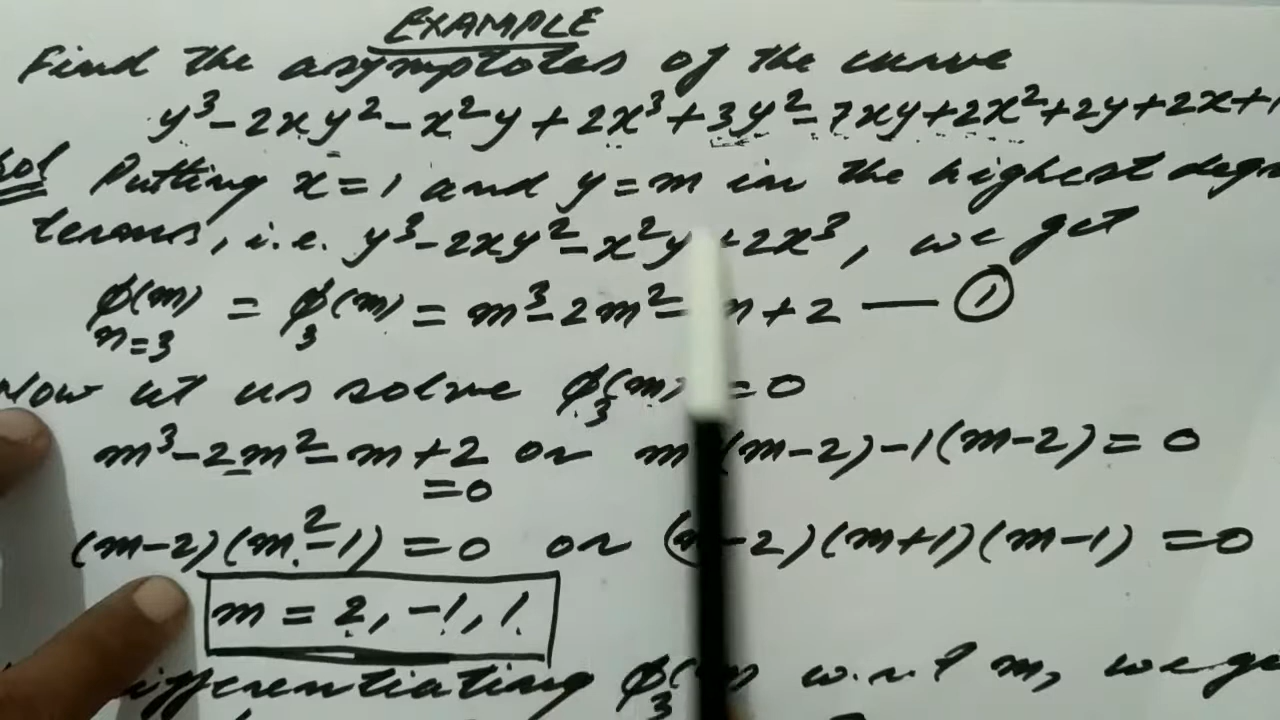 EXAMPLE
Find the asymptotes of the curve
y³-2xy²-x²y+2x³+3y²-7xy+2x²+2y+2x+1
Sol Putting x=1 and y=m in the highest degr
terms, i.e. y³-2xy²-x²y+2x³, we get
ϕ(m) = ϕ₃(m) = m³-2m²- +2 — ①
n=3
Now let us solve ϕ₃(m)=0
m³-2m²-m+2 or m (m-2)-1(m-2)=0
=0
(m-2)(m²-1)=0 or ( -2)(m+1)(m-1)=0
m = 2, -1, 1
ifferentiating ϕ₃( m w.r.t m, we ge